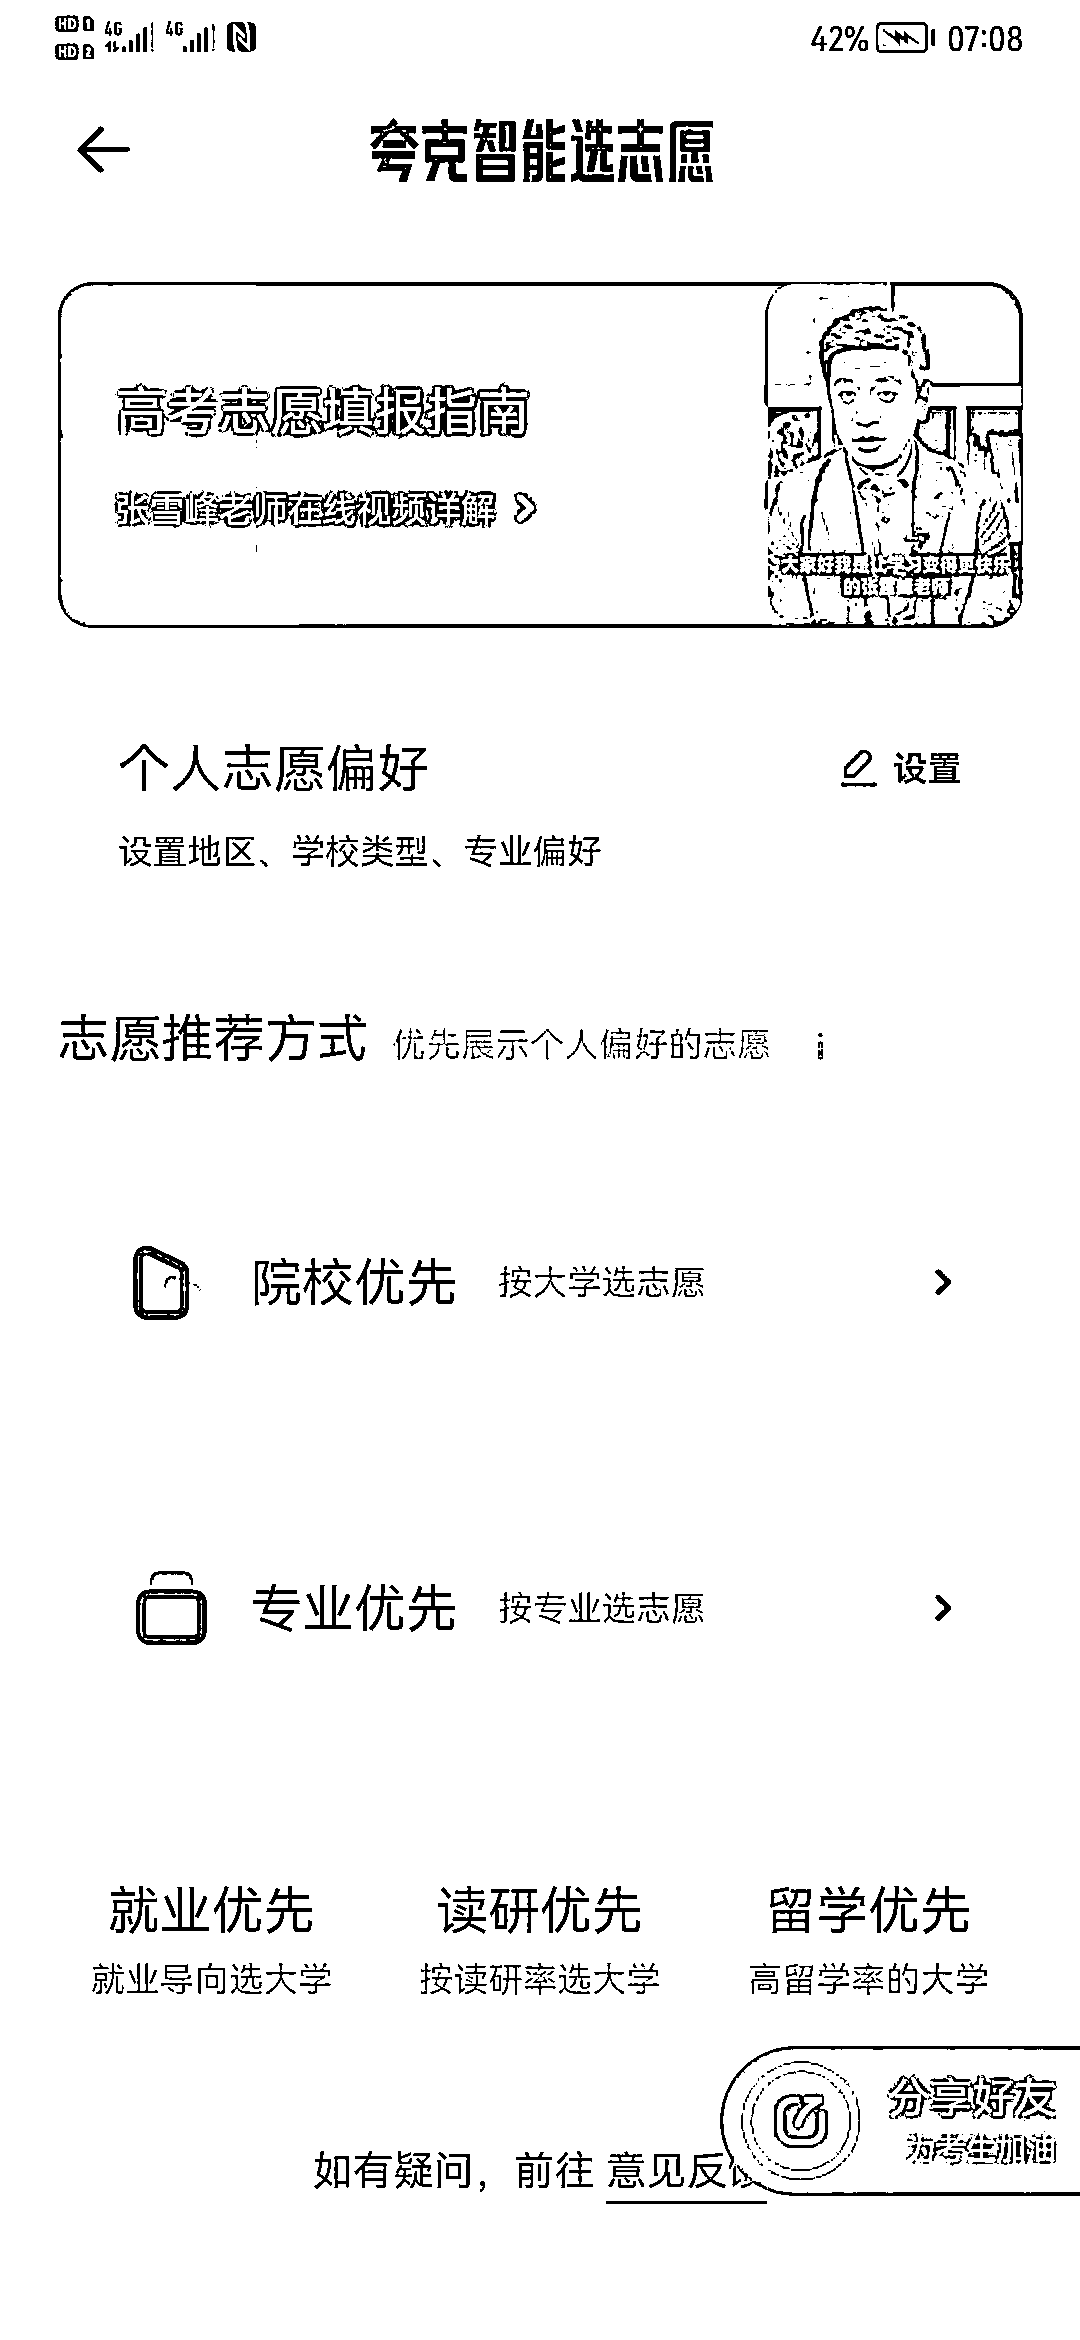 HD 1 4G 4G
HD 2
42% 07:08
夸克智能选志愿
高考志愿填报指南
张雪峰老师在线视频详解
大家好我是让学习变得更快乐
的张雪峰老师
个人志愿偏好
设置
设置地区、学校类型、专业偏好
志愿推荐方式 优先展示个人偏好的志愿
院校优先 按大学选志愿
专业优先 按专业选志愿
就业优先 读研优先 留学优先
就业导向选大学 按读研率选大学 高留学率的大学
分享好友
为考生加油
如有疑问，前往 意见反